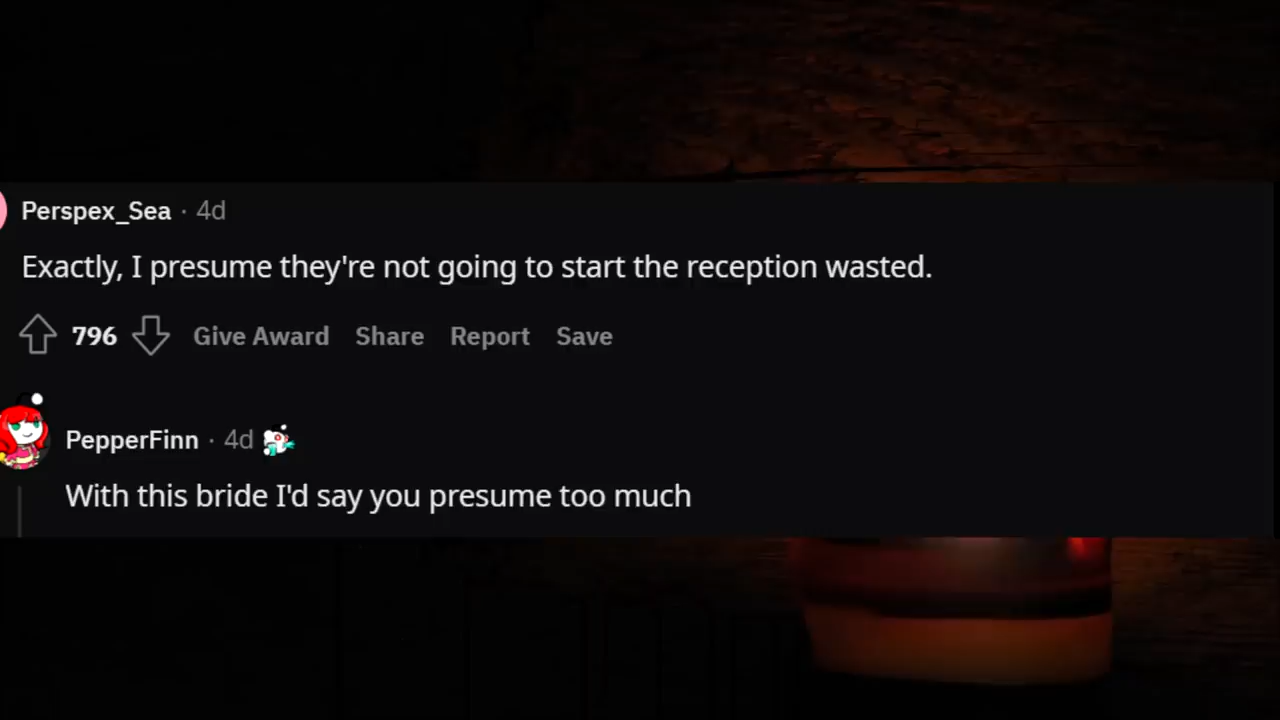 Perspex_Sea · 4d
Exactly, I presume they're not going to start the reception wasted.
796 Give Award Share Report Save
PepperFinn · 4d
With this bride I'd say you presume too much